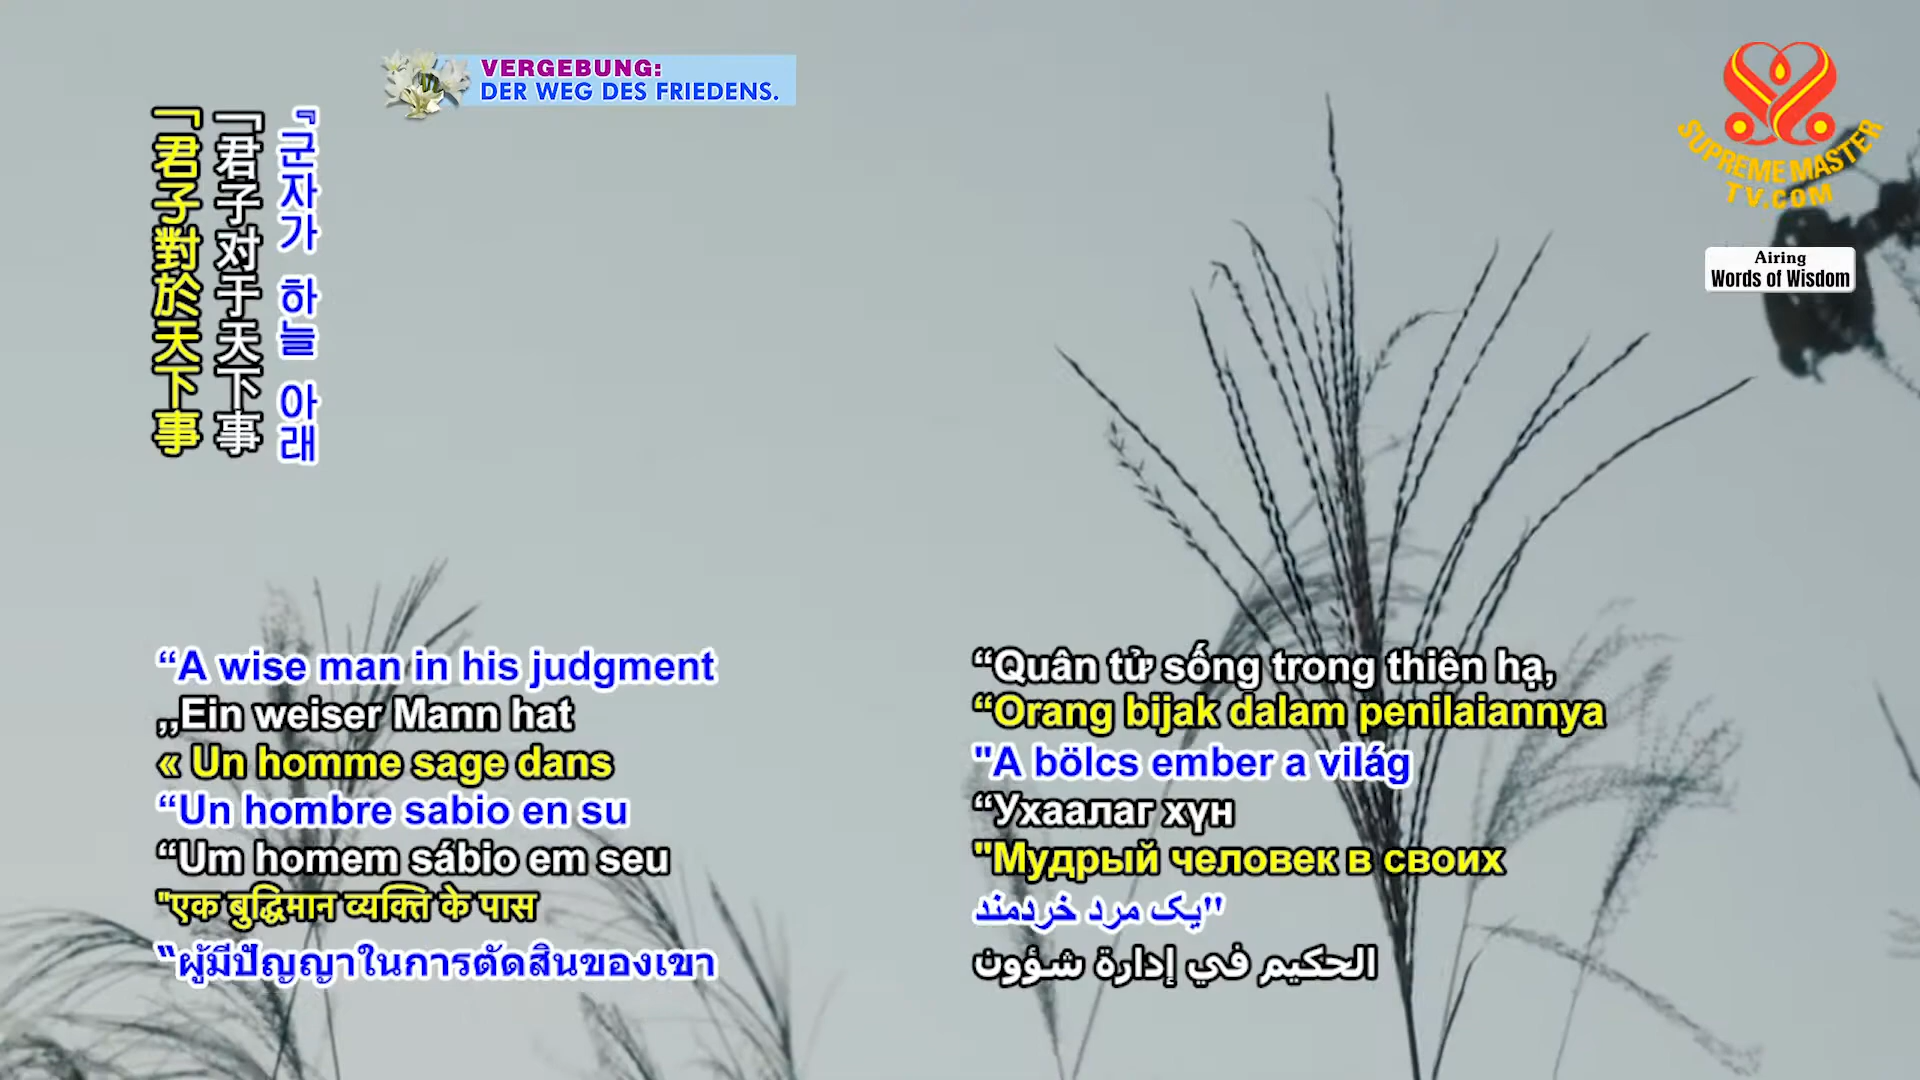 VERGEBUNG:
DER WEG DES FRIEDENS.
SUPREME MASTER
TV.COM
Airing
Words of Wisdom
「君子對於天下事
「君子对于天下事
『군자가 하늘 아래
“A wise man in his judgment
„Ein weiser Mann hat
« Un homme sage dans
“Un hombre sabio en su
“Um homem sábio em seu
"एक बुद्धिमान व्यक्ति के पास
“ผู้มีปัญญาในการตัดสินของเขา
“Quân tử sống trong thiên hạ,
“Orang bijak dalam penilaiannya
"A bölcs ember a világ
“Ухаалаг хүн
"Мудрый человек в своих
"یک مرد خردمند
الحكيم في إدارة شؤون